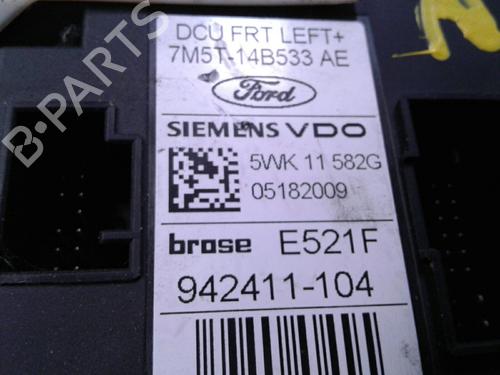 DCU FRT LEFT+
7M5T-14B533 AE
Ford
SIEMENS VDO
5WK 11 582G
05182009
brose E521F
942411-104
B-Parts